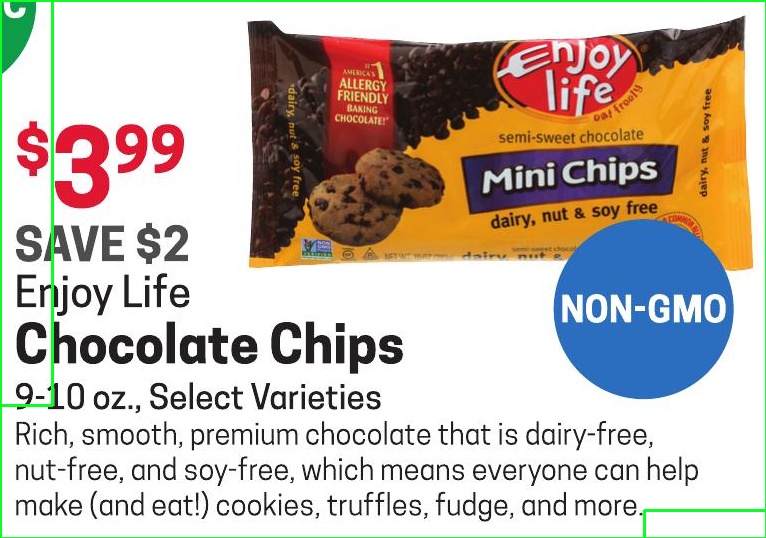 $3.99
SAVE $2
Enjoy Life
Chocolate Chips
9-10 oz., Select Varieties
Rich, smooth, premium chocolate that is dairy-free,
nut-free, and soy-free, which means everyone can help
make (and eat!) cookies, truffles, fudge, and more.
AMERICA'S
#1
ALLERGY
FRIENDLY
BAKING
CHOCOLATE!*
dairy, nut & soy free
enjoy
life
eat freely
semi-sweet chocolate
Mini Chips
dairy, nut & soy free
dairy, nut & soy free
NON-GMO